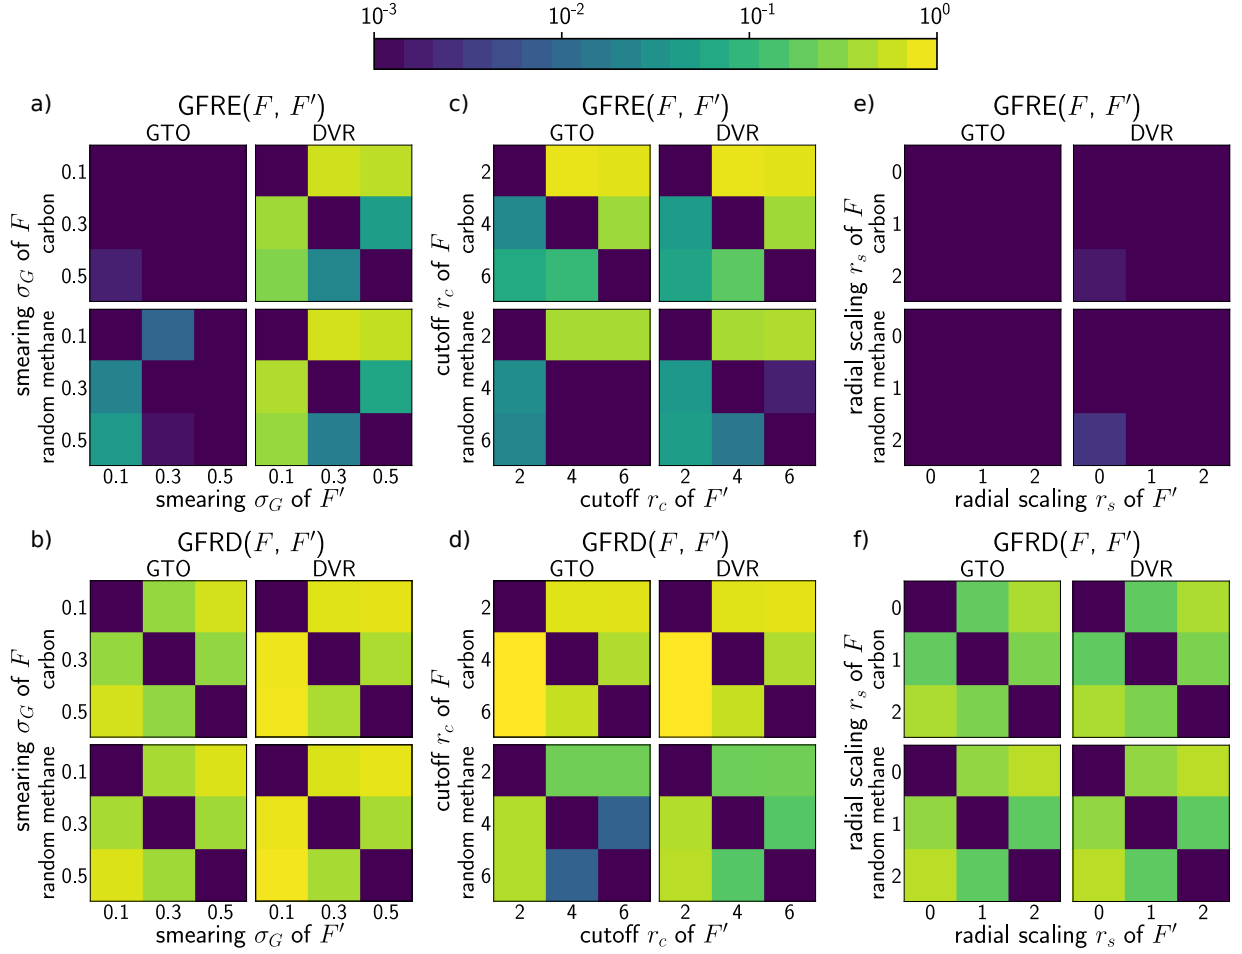 10⁻³ 10⁻² 10⁻¹ 10⁰
a) GFRE(F, F′)
GTO DVR
0.1
0.3
0.5
carbon
0.1
0.3
0.5
random methane
smearing σ_G of F
0.1 0.3 0.5 0.1 0.3 0.5
smearing σ_G of F′
c) GFRE(F, F′)
GTO DVR
2
4
6
carbon
2
4
6
random methane
cutoff r_c of F
2 4 6 2 4 6
cutoff r_c of F′
e) GFRE(F, F′)
GTO DVR
0
1
2
carbon
0
1
2
random methane
radial scaling r_s of F
0 1 2 0 1 2
radial scaling r_s of F′
b) GFRD(F, F′)
GTO DVR
0.1
0.3
0.5
carbon
0.1
0.3
0.5
random methane
smearing σ_G of F
0.1 0.3 0.5 0.1 0.3 0.5
smearing σ_G of F′
d) GFRD(F, F′)
GTO DVR
2
4
6
carbon
2
4
6
random methane
cutoff r_c of F
2 4 6 2 4 6
cutoff r_c of F′
f) GFRD(F, F′)
GTO DVR
0
1
2
carbon
0
1
2
random methane
radial scaling r_s of F
0 1 2 0 1 2
radial scaling r_s of F′